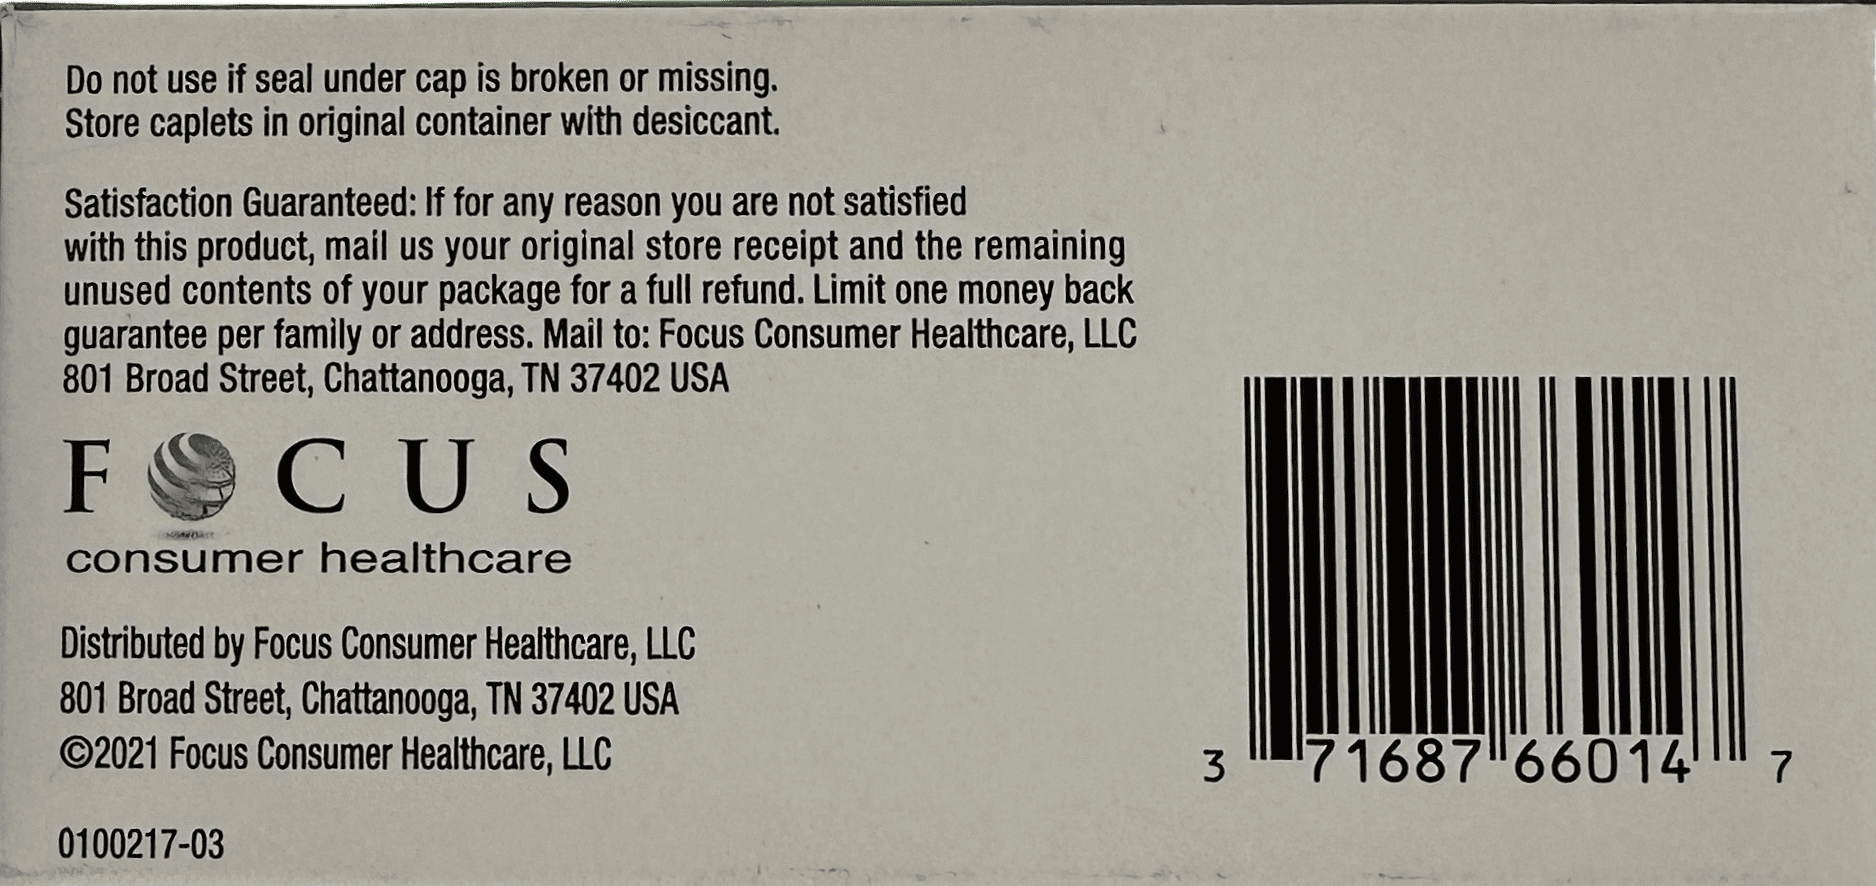 Do not use if seal under cap is broken or missing.
Store caplets in original container with desiccant.
Satisfaction Guaranteed: If for any reason you are not satisfied
with this product, mail us your original store receipt and the remaining
unused contents of your package for a full refund. Limit one money back
guarantee per family or address. Mail to: Focus Consumer Healthcare, LLC
801 Broad Street, Chattanooga, TN 37402 USA
FOCUS
consumer healthcare
Distributed by Focus Consumer Healthcare, LLC
801 Broad Street, Chattanooga, TN 37402 USA
©2021 Focus Consumer Healthcare, LLC
3 71687 66014 7
0100217-03